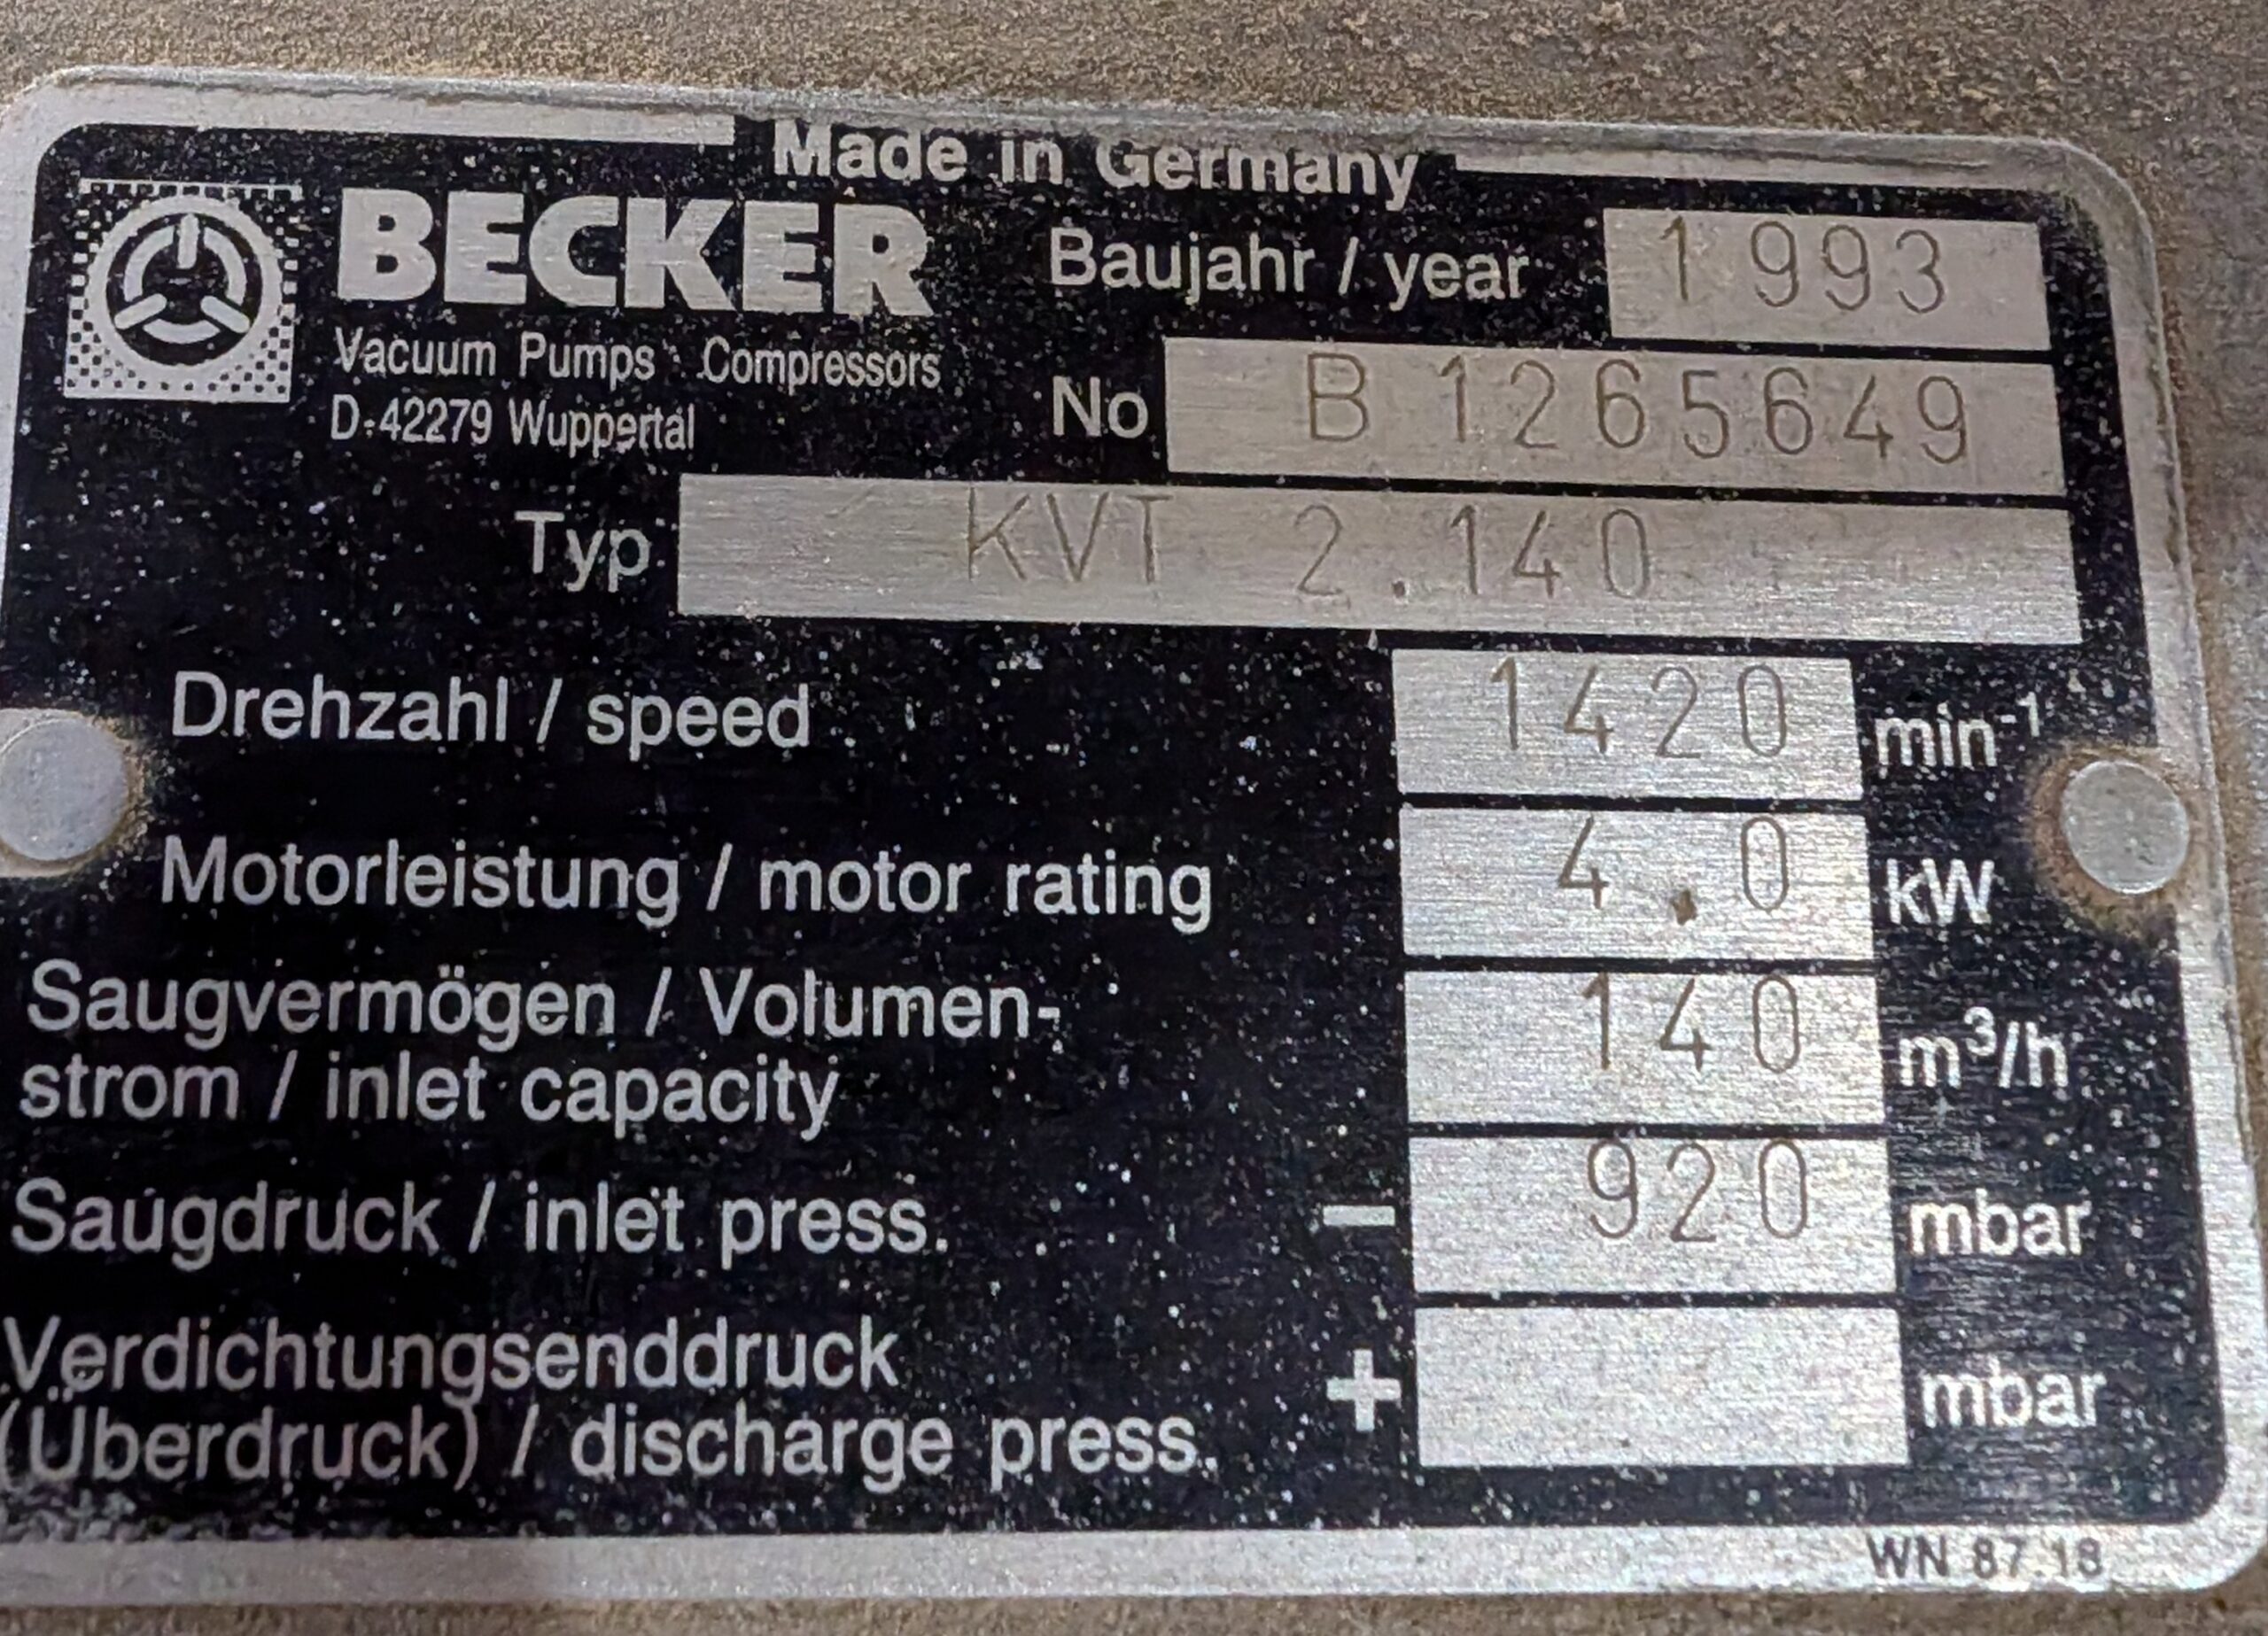 Made in Germany
BECKER
Baujahr / year 1993
Vacuum Pumps Compressors
No B 1265649
D-42279 Wuppertal
Typ KVT 2.140
Drehzahl / speed 1420 min⁻¹
Motorleistung / motor rating 4.0 kW
Saugvermögen / Volumen-
strom / inlet capacity 140 m³/h
Saugdruck / inlet press. − 920 mbar
Verdichtungsenddruck
(Überdruck) / discharge press. + mbar
WN 87.18